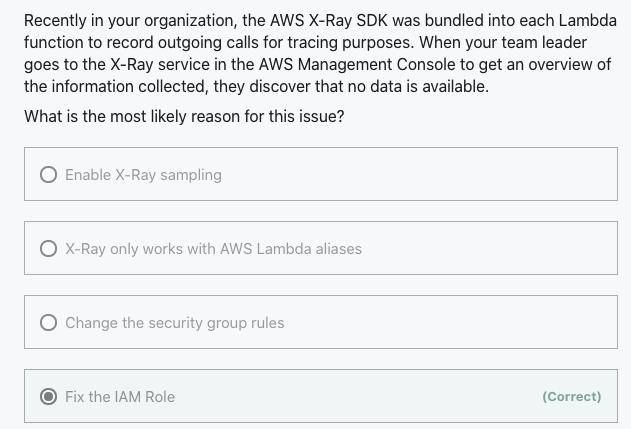 Recently in your organization, the AWS X-Ray SDK was bundled into each Lambda
function to record outgoing calls for tracing purposes. When your team leader
goes to the X-Ray service in the AWS Management Console to get an overview of
the information collected, they discover that no data is available.
What is the most likely reason for this issue?
Enable X-Ray sampling
X-Ray only works with AWS Lambda aliases
Change the security group rules
Fix the IAM Role (Correct)